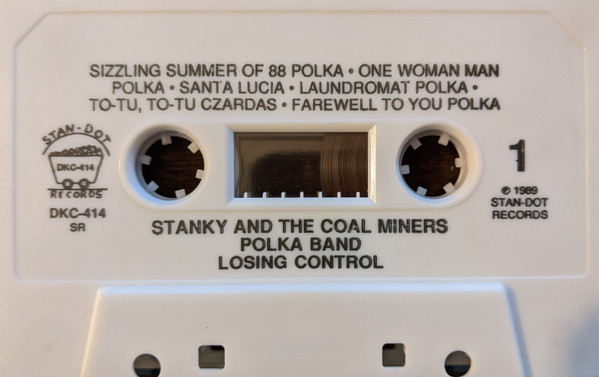 SIZZLING SUMMER OF 88 POLKA • ONE WOMAN MAN
POLKA • SANTA LUCIA • LAUNDROMAT POLKA •
TO-TU, TO-TU CZARDAS • FAREWELL TO YOU POLKA
STAN-DOT
DKC-414
RECORDS
DKC-414
SR
1
℗ 1989
STAN-DOT
RECORDS
STANKY AND THE COAL MINERS
POLKA BAND
LOSING CONTROL